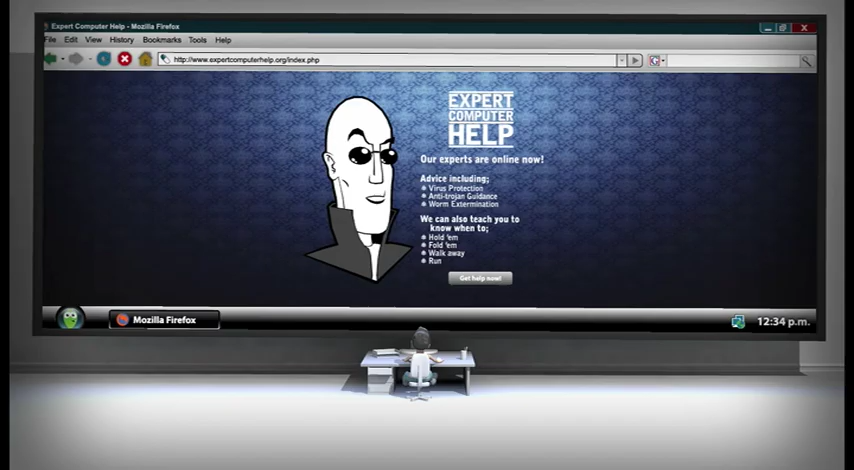 Expert Computer Help - Mozilla Firefox
File Edit View History Bookmarks Tools Help
http://www.expertcomputerhelp.org/index.php
G
EXPERT
COMPUTER
HELP
Our experts are online now!
Advice including;
Virus Protection
Anti-trojan Guidance
Worm Extermination
We can also teach you to
know when to;
Hold 'em
Fold 'em
Walk away
Run
Get help now!
Mozilla Firefox
12:34 p.m.